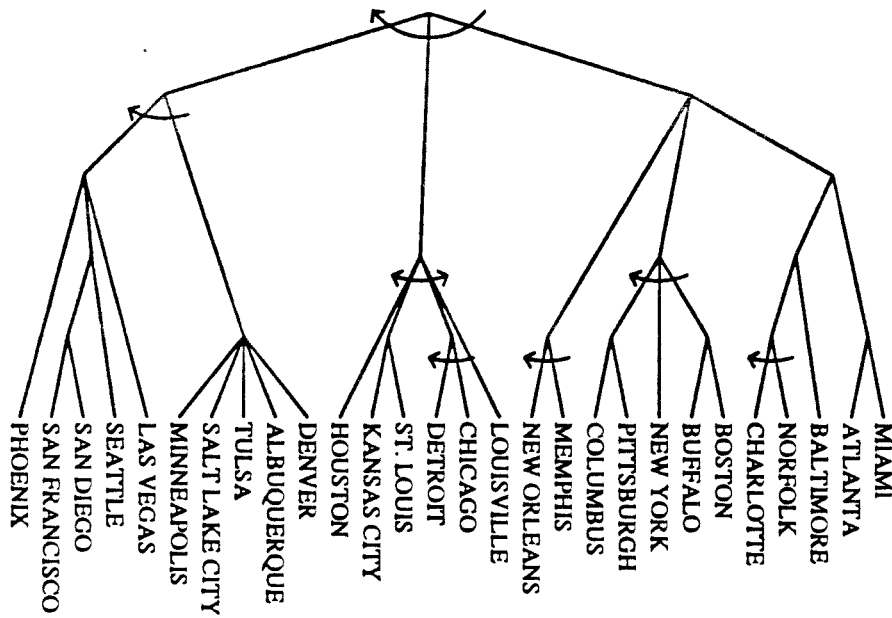 PHOENIX
SAN FRANCISCO
SAN DIEGO
SEATTLE
LAS VEGAS
MINNEAPOLIS
SALT LAKE CITY
TULSA
ALBUQUERQUE
DENVER
HOUSTON
KANSAS CITY
ST. LOUIS
DETROIT
CHICAGO
LOUISVILLE
NEW ORLEANS
MEMPHIS
COLUMBUS
PITTSBURGH
NEW YORK
BUFFALO
BOSTON
CHARLOTTE
NORFOLK
BALTIMORE
ATLANTA
MIAMI